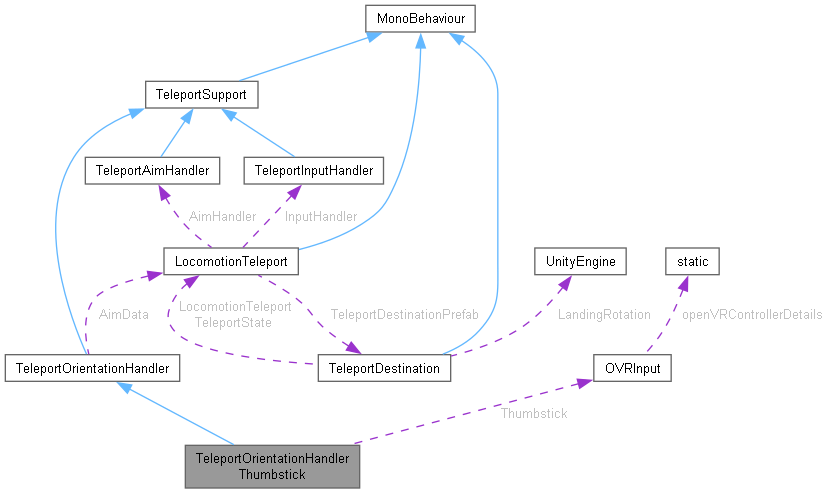 MonoBehaviour
TeleportSupport
TeleportAimHandler
TeleportInputHandler
AimHandler
InputHandler
LocomotionTeleport
UnityEngine
static
AimData
LocomotionTeleport
TeleportState
TeleportDestinationPrefab
LandingRotation
openVRControllerDetails
TeleportOrientationHandler
TeleportDestination
OVRInput
Thumbstick
TeleportOrientationHandler
Thumbstick